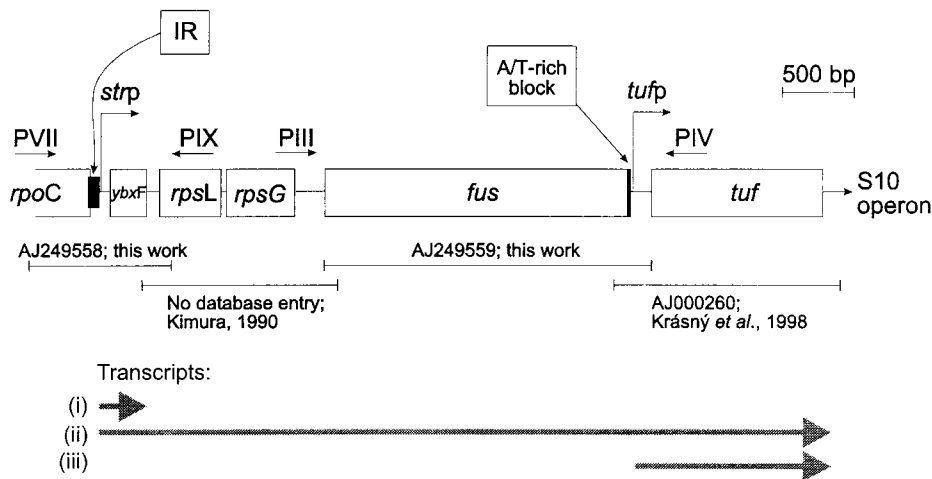 IR
A/T-rich
block
500 bp
strp
tufp
PVII
PIX
PIII
PIV
rpoC
ybxF
rpsL
rpsG
fus
tuf
S10
operon
AJ249558; this work
AJ249559; this work
No database entry;
Kimura, 1990
AJ000260;
Krásný et al., 1998
Transcripts:
(i)
(ii)
(iii)